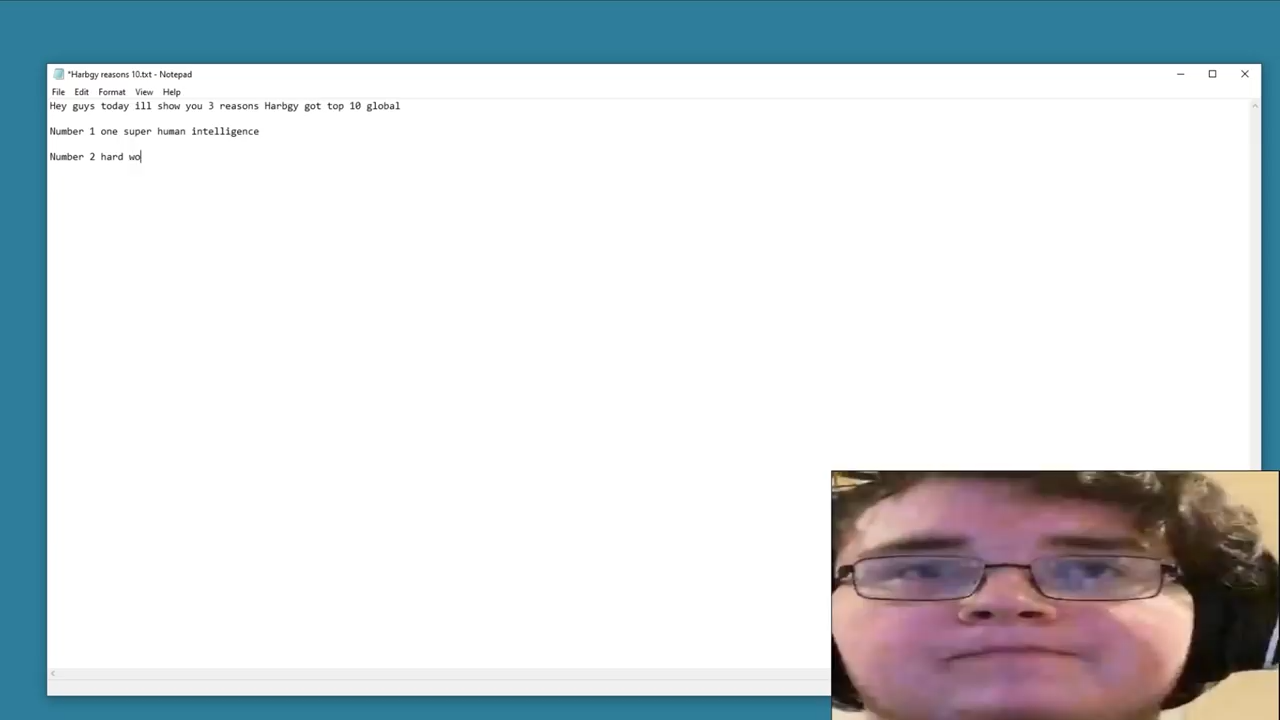 *Harbgy reasons 10.txt - Notepad
File Edit Format View Help
Hey guys today ill show you 3 reasons Harbgy got top 10 global
Number 1 one super human intelligence
Number 2 hard wo